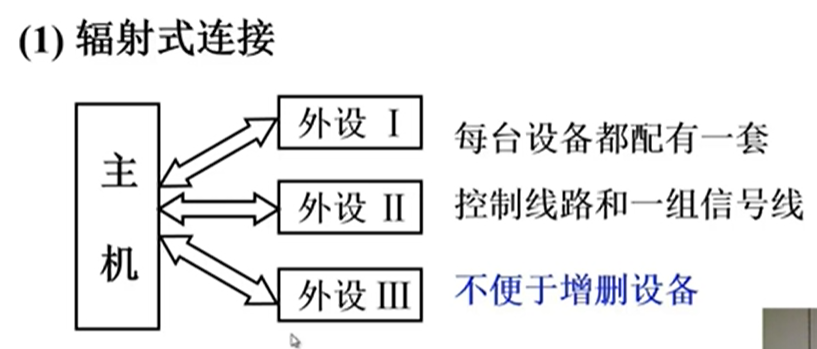 (1) 辐射式连接
主机
外设 Ⅰ
外设 Ⅱ
外设 Ⅲ
每台设备都配有一套
控制线路和一组信号线
不便于增删设备